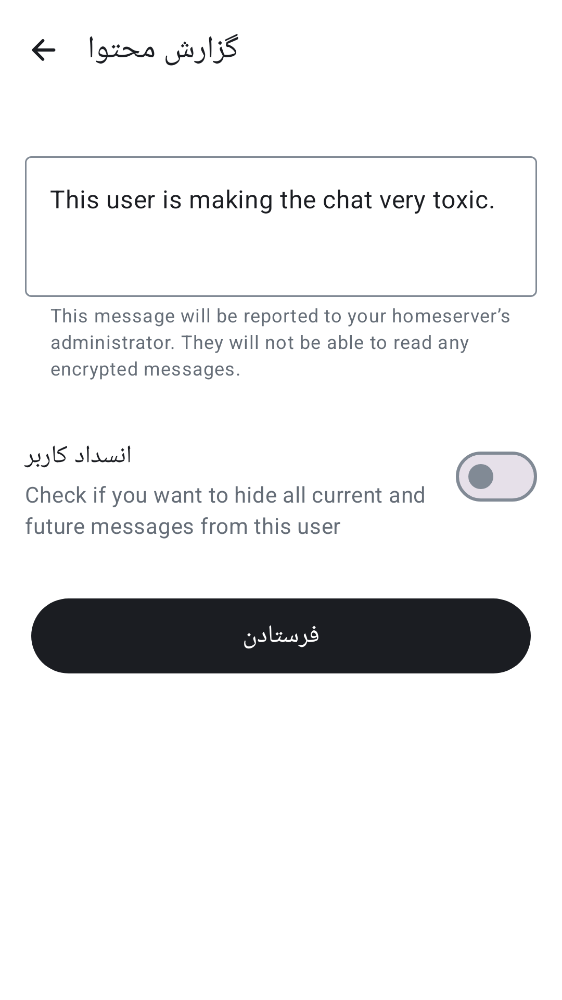 گزارش محتوا
This user is making the chat very toxic.
This message will be reported to your homeserver’s
administrator. They will not be able to read any
encrypted messages.
انسداد کاربر
Check if you want to hide all current and
future messages from this user
فرستادن